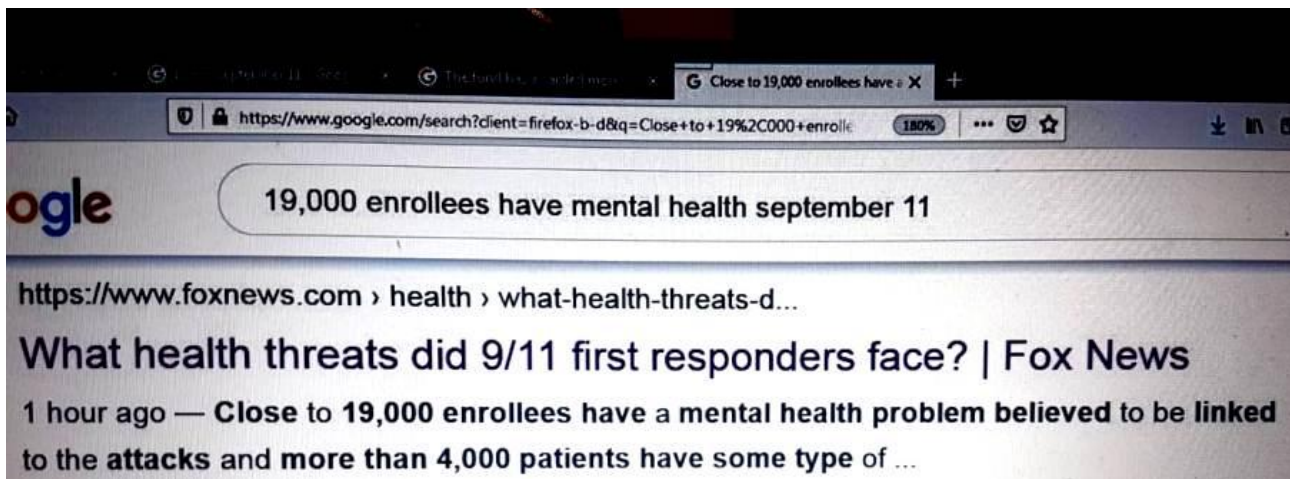 Close to 19,000 enrollees have a
https://www.google.com/search?client=firefox-b-d&q=Close+to+19%2C000+enrolle
180%
ogle
19,000 enrollees have mental health september 11
https://www.foxnews.com › health › what-health-threats-d...
What health threats did 9/11 first responders face? | Fox News
1 hour ago — Close to 19,000 enrollees have a mental health problem believed to be linked
to the attacks and more than 4,000 patients have some type of ...